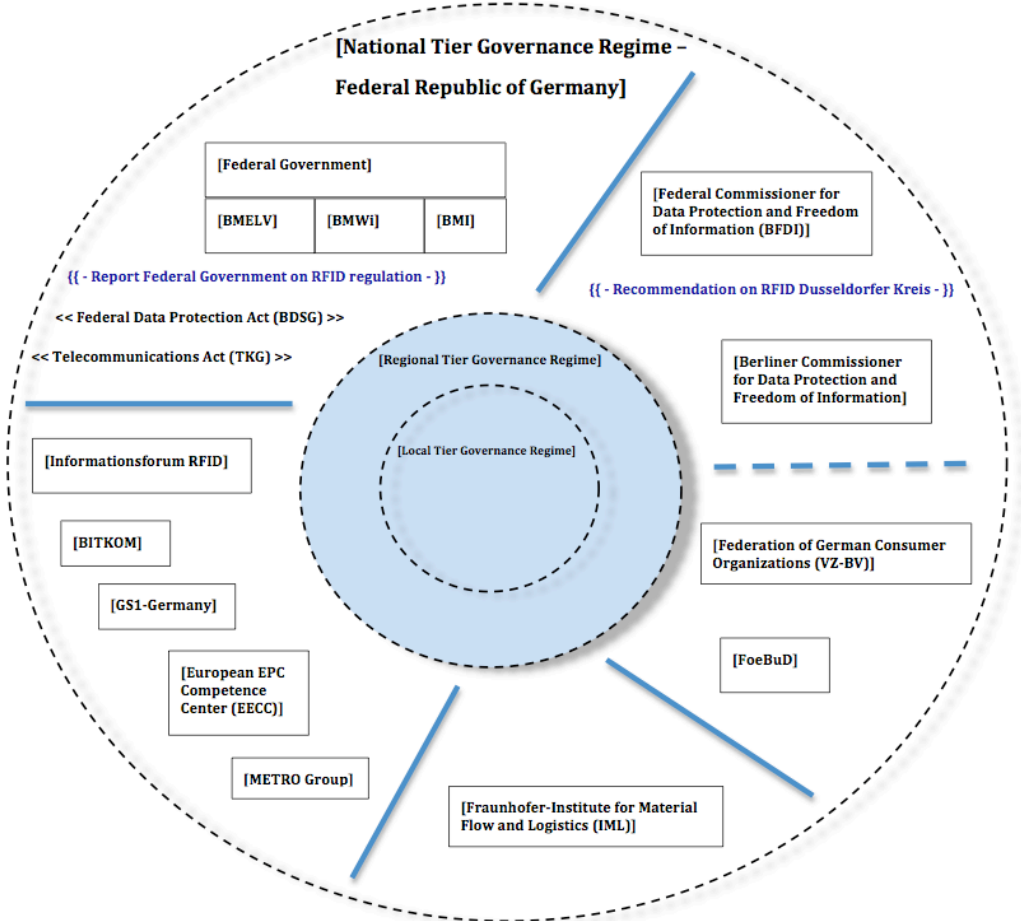 [National Tier Governance Regime –
Federal Republic of Germany]
[Federal Government]
[BMELV]
[BMWi]
[BMI]
{{ - Report Federal Government on RFID regulation - }}
<< Federal Data Protection Act (BDSG) >>
<< Telecommunications Act (TKG) >>
[Federal Commissioner for
Data Protection and Freedom
of Information (BFDI)]
{{ - Recommendation on RFID Dusseldorfer Kreis - }}
[Berliner Commissioner
for Data Protection and
Freedom of Information]
[Regional Tier Governance Regime]
[Local Tier Governance Regime]
[Informationsforum RFID]
[BITKOM]
[GS1-Germany]
[European EPC
Competence
Center (EECC)]
[METRO Group]
[Federation of German Consumer
Organizations (VZ-BV)]
[FoeBuD]
[Fraunhofer-Institute for Material
Flow and Logistics (IML)]